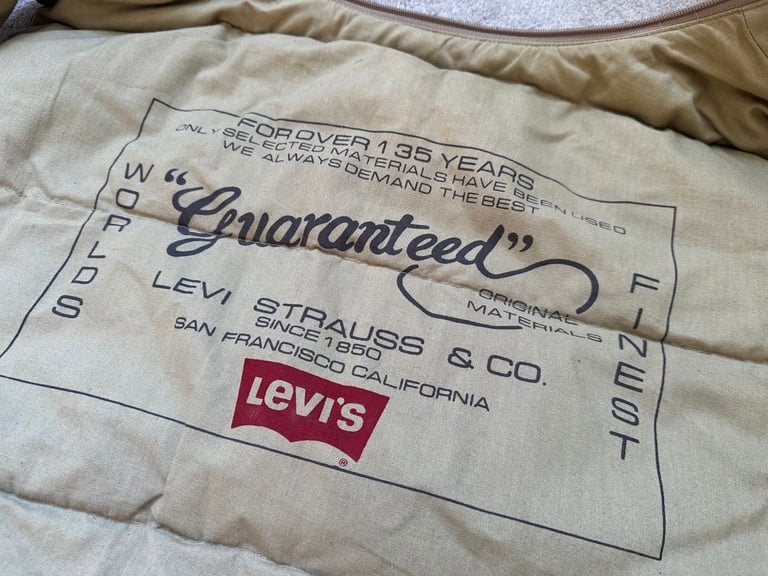 FOR OVER 135 YEARS
ONLY SELECTED MATERIALS HAVE BEEN USED
WE ALWAYS DEMAND THE BEST
WORLDS
"Guaranteed"
FINEST
ORIGINAL
MATERIALS
LEVI STRAUSS & CO.
SINCE 1850
SAN FRANCISCO CALIFORNIA
Levi's
®